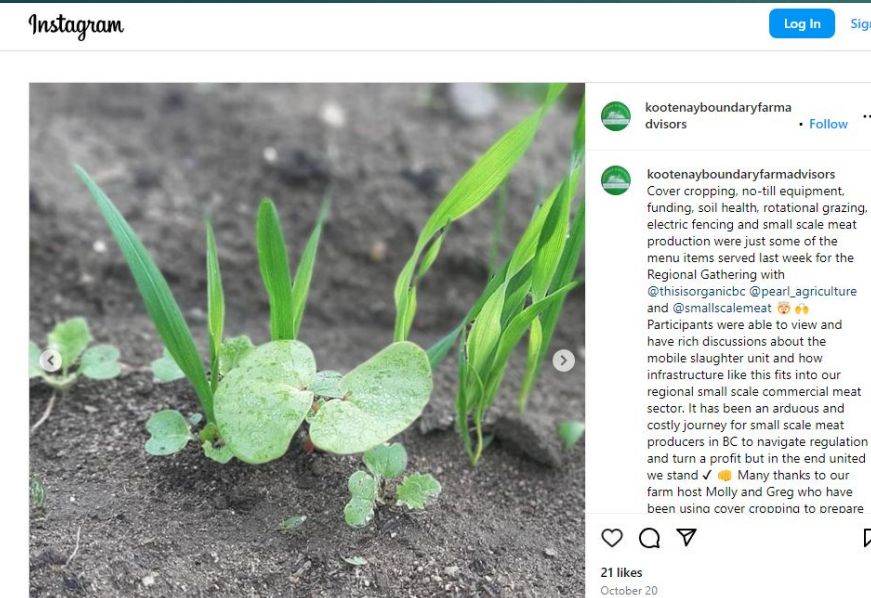 Instagram
Log In
kootenayboundaryfarma
dvisors
• Follow
kootenayboundaryfarmadvisors
Cover cropping, no-till equipment,
funding, soil health, rotational grazing,
electric fencing and small scale meat
production were just some of the
menu items served last week for the
Regional Gathering with
@thisisorganicbc @pearl_agriculture
and @smallscalemeat 🤯 🙌
Participants were able to view and
have rich discussions about the
mobile slaughter unit and how
infrastructure like this fits into our
regional small scale commercial meat
sector. It has been an arduous and
costly journey for small scale meat
producers in BC to navigate regulation
and turn a profit but in the end united
we stand ✓ 👊 Many thanks to our
farm host Molly and Greg who have
been using cover cropping to prepare
21 likes
October 20